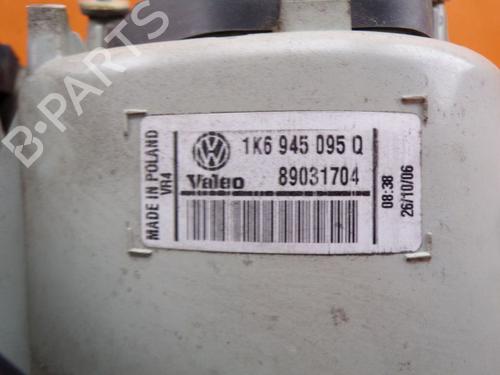 B-PARTS
MADE IN POLAND
VR4
1K6 945 095 Q
Valeo 89031704
08:38
26/10/06